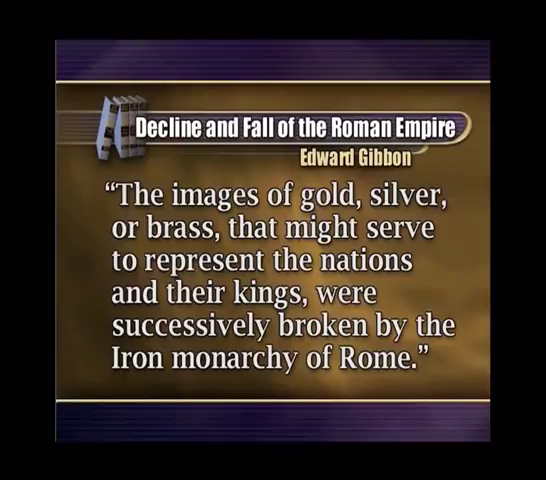 Decline and Fall of the Roman Empire
Edward Gibbon
“The images of gold, silver,
or brass, that might serve
to represent the nations
and their kings, were
successively broken by the
Iron monarchy of Rome.”